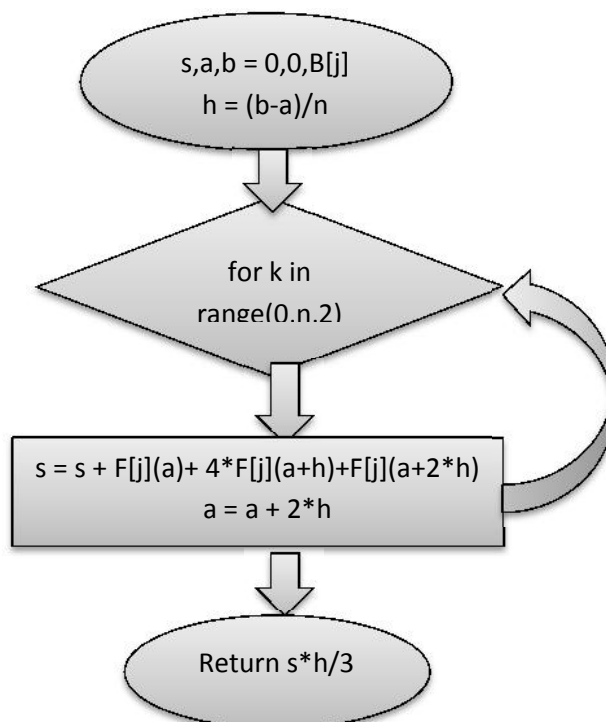 s,a,b = 0,0,B[j]
h = (b-a)/n
for k in
range(0,n,2)
s = s + F[j](a)+ 4*F[j](a+h)+F[j](a+2*h)
a = a + 2*h
Return s*h/3